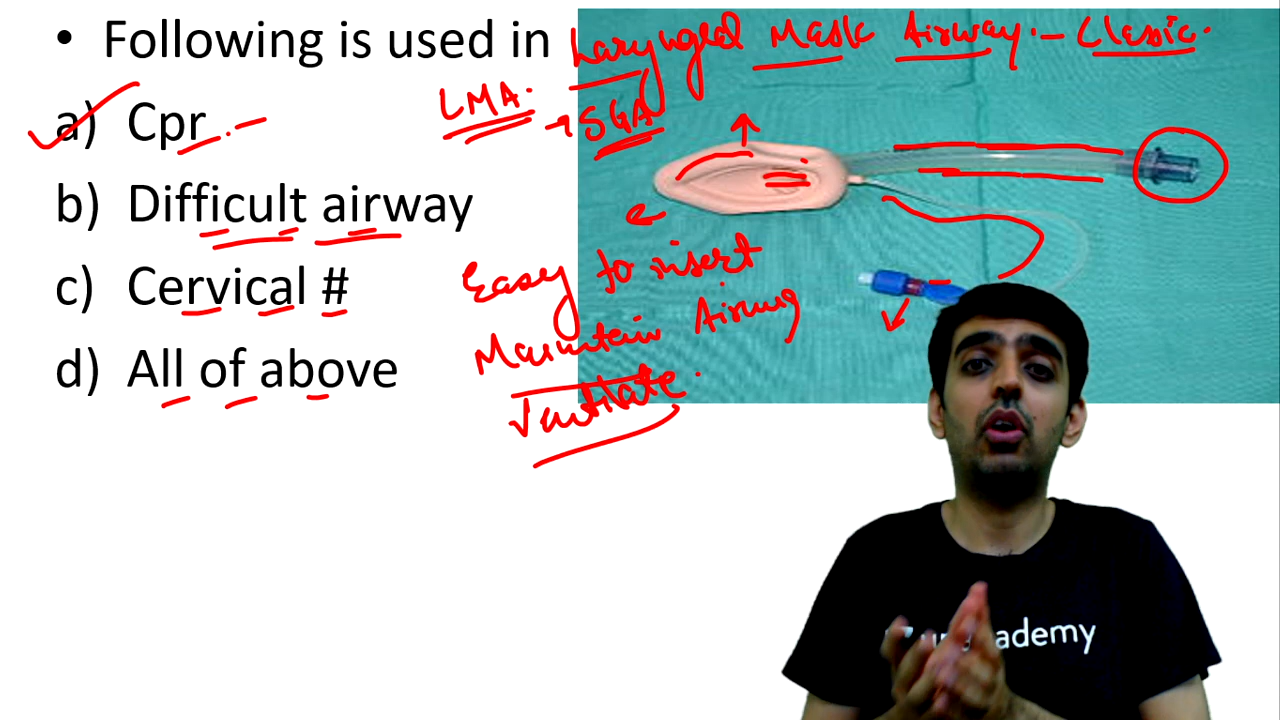 • Following is used in
a) Cpr
b) Difficult airway
c) Cervical #
d) All of above
Laryngeal Mask Airway - Classic.
LMA.
→ SGA
Easy to insert
Maintain Airway
Ventilate.
ademy